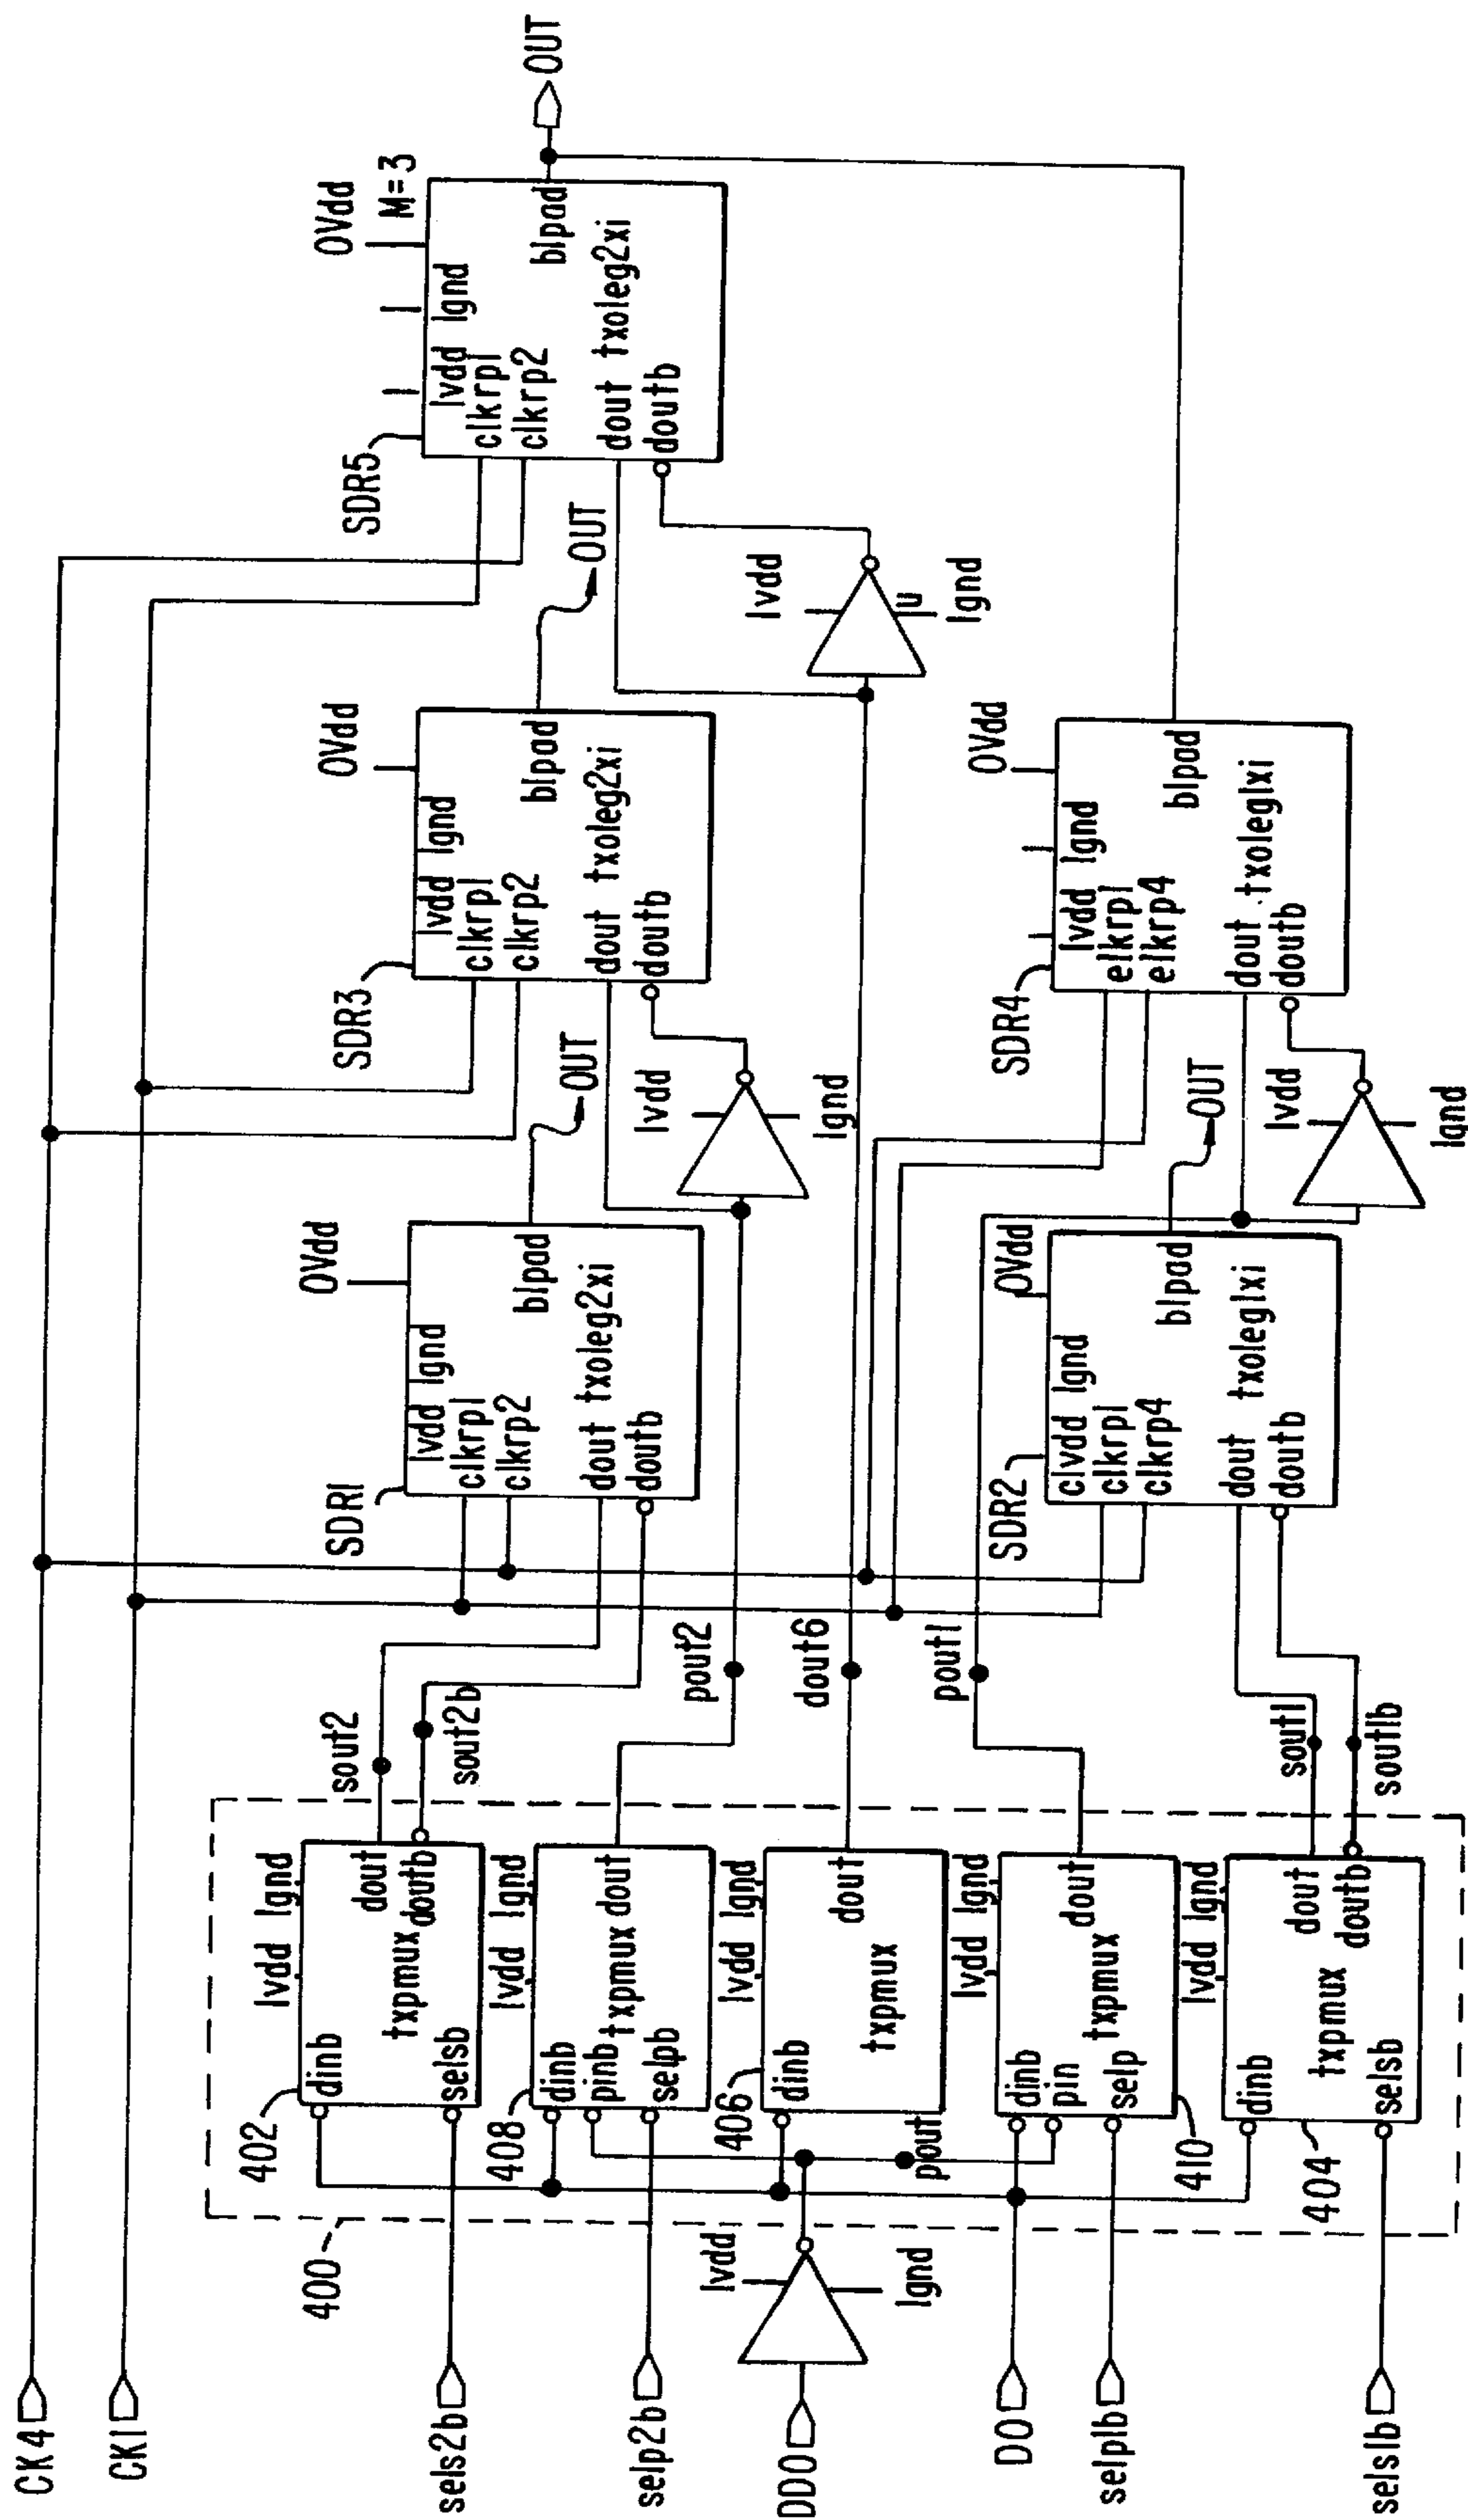 CK4
CK1
sels2b
selp2b
DD0
D0
selp1b
sels1b
400
lvdd
lgnd
402
lvdd lgnd
dinb
dout
txpmux
doutb
selsb
408
lvdd lgnd
dinb
pinb
txpmux
dout
selpb
406
lvdd lgnd
dinb
dout
txpmux
pout
lvdd lgnd
dinb
pin
dout
txpmux
selp
410
lvdd lgnd
dinb
dout
txpmux
doutb
selsb
404
sout2
sout2b
pout2
dout6
pout1
sout1
sout1b
SDR1
OVdd
lvdd lgnd
clkrp1
clkrp2
blpad
dout txoleg2xi
doutb
OUT
SDR2
OVdd
clvdd lgnd
clkrp1
clkrp4
blpad
dout txoleg1xi
doutb
OUT
lvdd
lgnd
lvdd
lgnd
SDR3
OVdd
lvdd lgnd
clkrp1
clkrp2
blpad
dout txoleg2xi
doutb
OUT
SDR4
OVdd
lvdd lgnd
elkrp1
elkrp4
blpad
dout txoleg1xi
doutb
lvdd
u
lgnd
SDR5
OVdd
M=3
lvdd lgnd
clkrp1
clkrp2
blpad
dout txoleg2xi
doutb
OUT